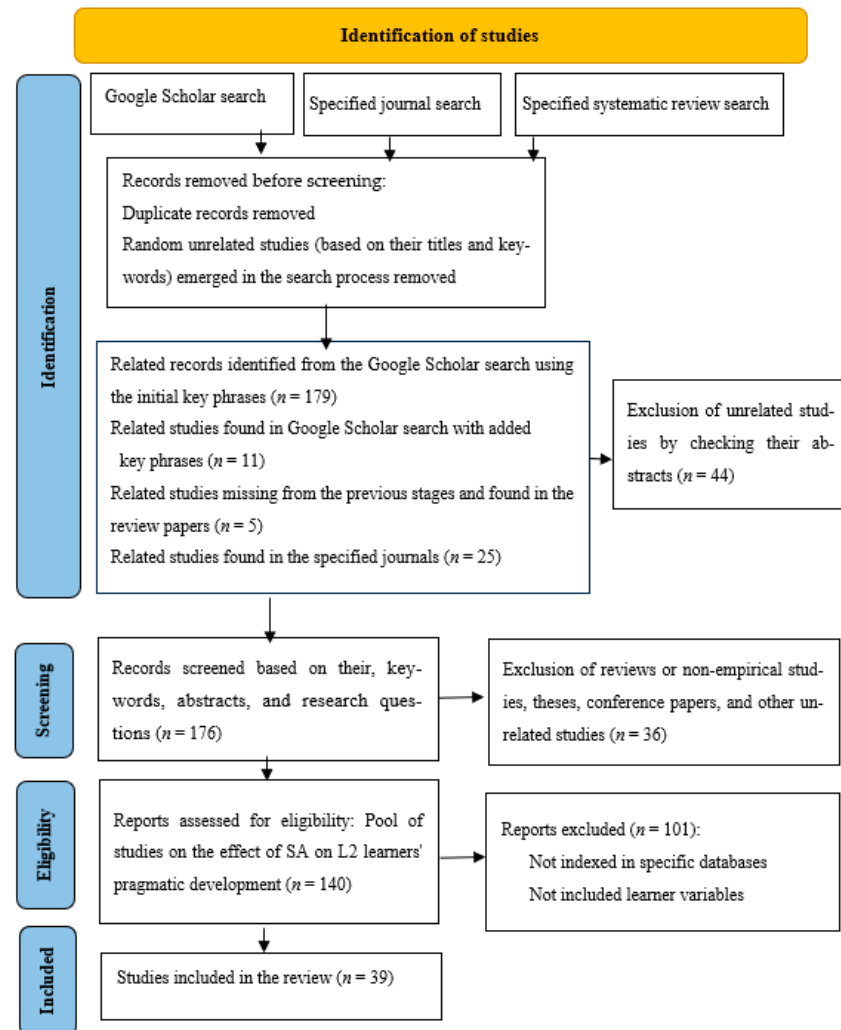 Identification of studies
Google Scholar search
Specified journal search
Specified systematic review search
Identification
Records removed before screening:
Duplicate records removed
Random unrelated studies (based on their titles and key-
words) emerged in the search process removed
Related records identified from the Google Scholar search using
the initial key phrases (n = 179)
Related studies found in Google Scholar search with added
key phrases (n = 11)
Related studies missing from the previous stages and found in the
review papers (n = 5)
Related studies found in the specified journals (n = 25)
Exclusion of unrelated stud-
ies by checking their ab-
stracts (n = 44)
Screening
Records screened based on their, key-
words, abstracts, and research ques-
tions (n = 176)
Exclusion of reviews or non-empirical stud-
ies, theses, conference papers, and other un-
related studies (n = 36)
Eligibility
Reports assessed for eligibility: Pool of
studies on the effect of SA on L2 learners'
pragmatic development (n = 140)
Reports excluded (n = 101):
Not indexed in specific databases
Not included learner variables
Included
Studies included in the review (n = 39)